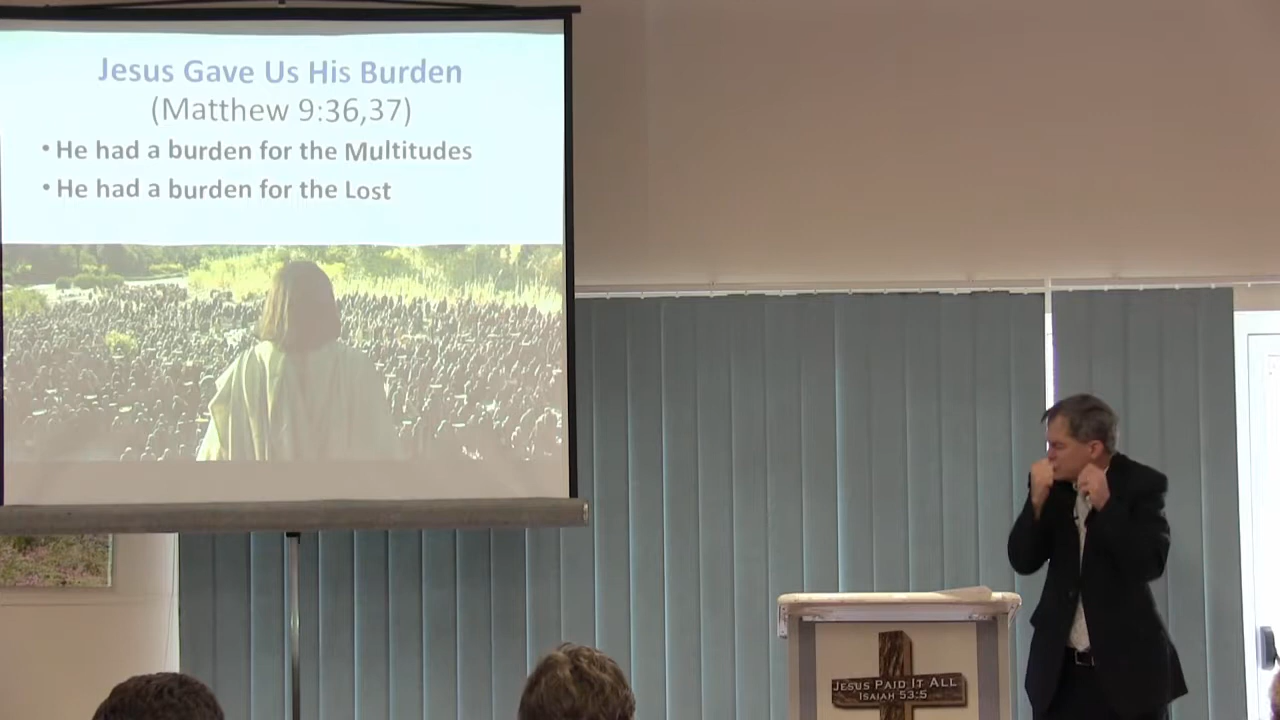 Jesus Gave Us His Burden
(Matthew 9:36,37)
• He had a burden for the Multitudes
• He had a burden for the Lost
JESUS PAID IT ALL
ISAIAH 53:5